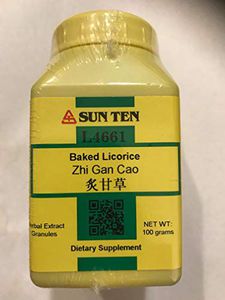 SUN TEN
L4661
Baked Licorice
Zhi Gan Cao
炙甘草
Herbal Extract
Granules
NET WT:
100 grams
Dietary Supplement